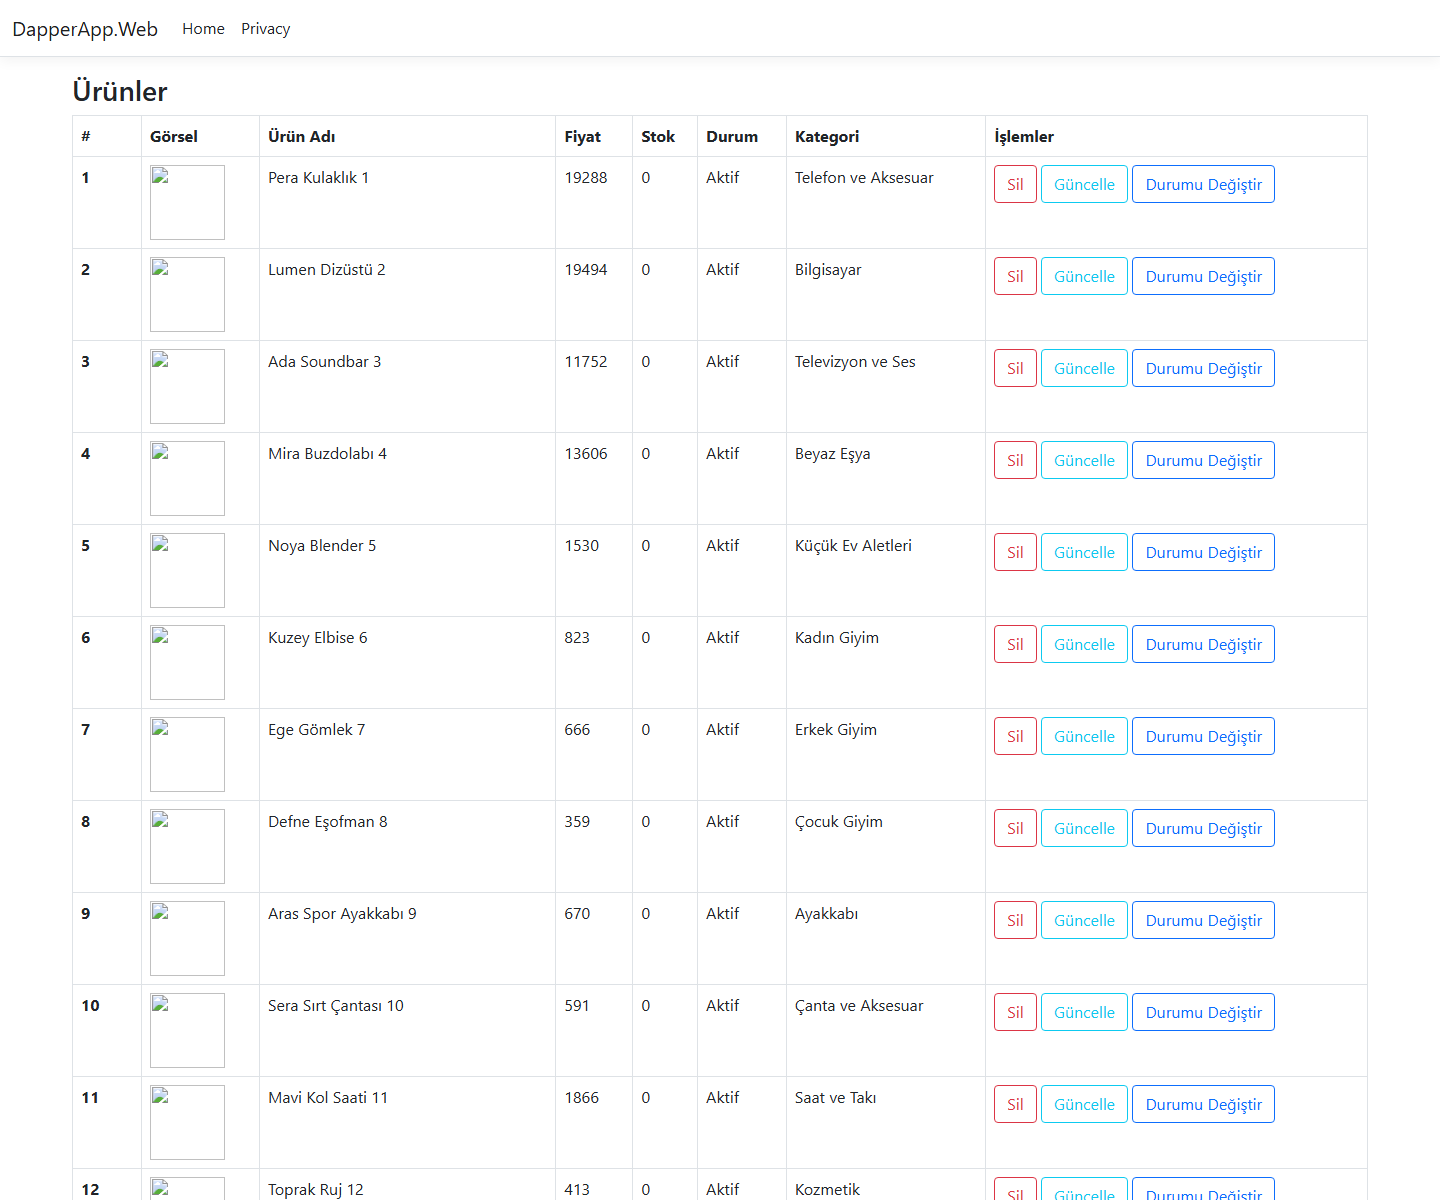 DapperApp.Web Home Privacy
Ürünler
# Görsel Ürün Adı Fiyat Stok Durum Kategori İşlemler
1 Pera Kulaklık 1 19288 0 Aktif Telefon ve Aksesuar Sil Güncelle Durumu Değiştir
2 Lumen Dizüstü 2 19494 0 Aktif Bilgisayar Sil Güncelle Durumu Değiştir
3 Ada Soundbar 3 11752 0 Aktif Televizyon ve Ses Sil Güncelle Durumu Değiştir
4 Mira Buzdolabı 4 13606 0 Aktif Beyaz Eşya Sil Güncelle Durumu Değiştir
5 Noya Blender 5 1530 0 Aktif Küçük Ev Aletleri Sil Güncelle Durumu Değiştir
6 Kuzey Elbise 6 823 0 Aktif Kadın Giyim Sil Güncelle Durumu Değiştir
7 Ege Gömlek 7 666 0 Aktif Erkek Giyim Sil Güncelle Durumu Değiştir
8 Defne Eşofman 8 359 0 Aktif Çocuk Giyim Sil Güncelle Durumu Değiştir
9 Aras Spor Ayakkabı 9 670 0 Aktif Ayakkabı Sil Güncelle Durumu Değiştir
10 Sera Sırt Çantası 10 591 0 Aktif Çanta ve Aksesuar Sil Güncelle Durumu Değiştir
11 Mavi Kol Saati 11 1866 0 Aktif Saat ve Takı Sil Güncelle Durumu Değiştir
12 Toprak Ruj 12 413 0 Aktif Kozmetik Sil Güncelle Durumu Değiştir